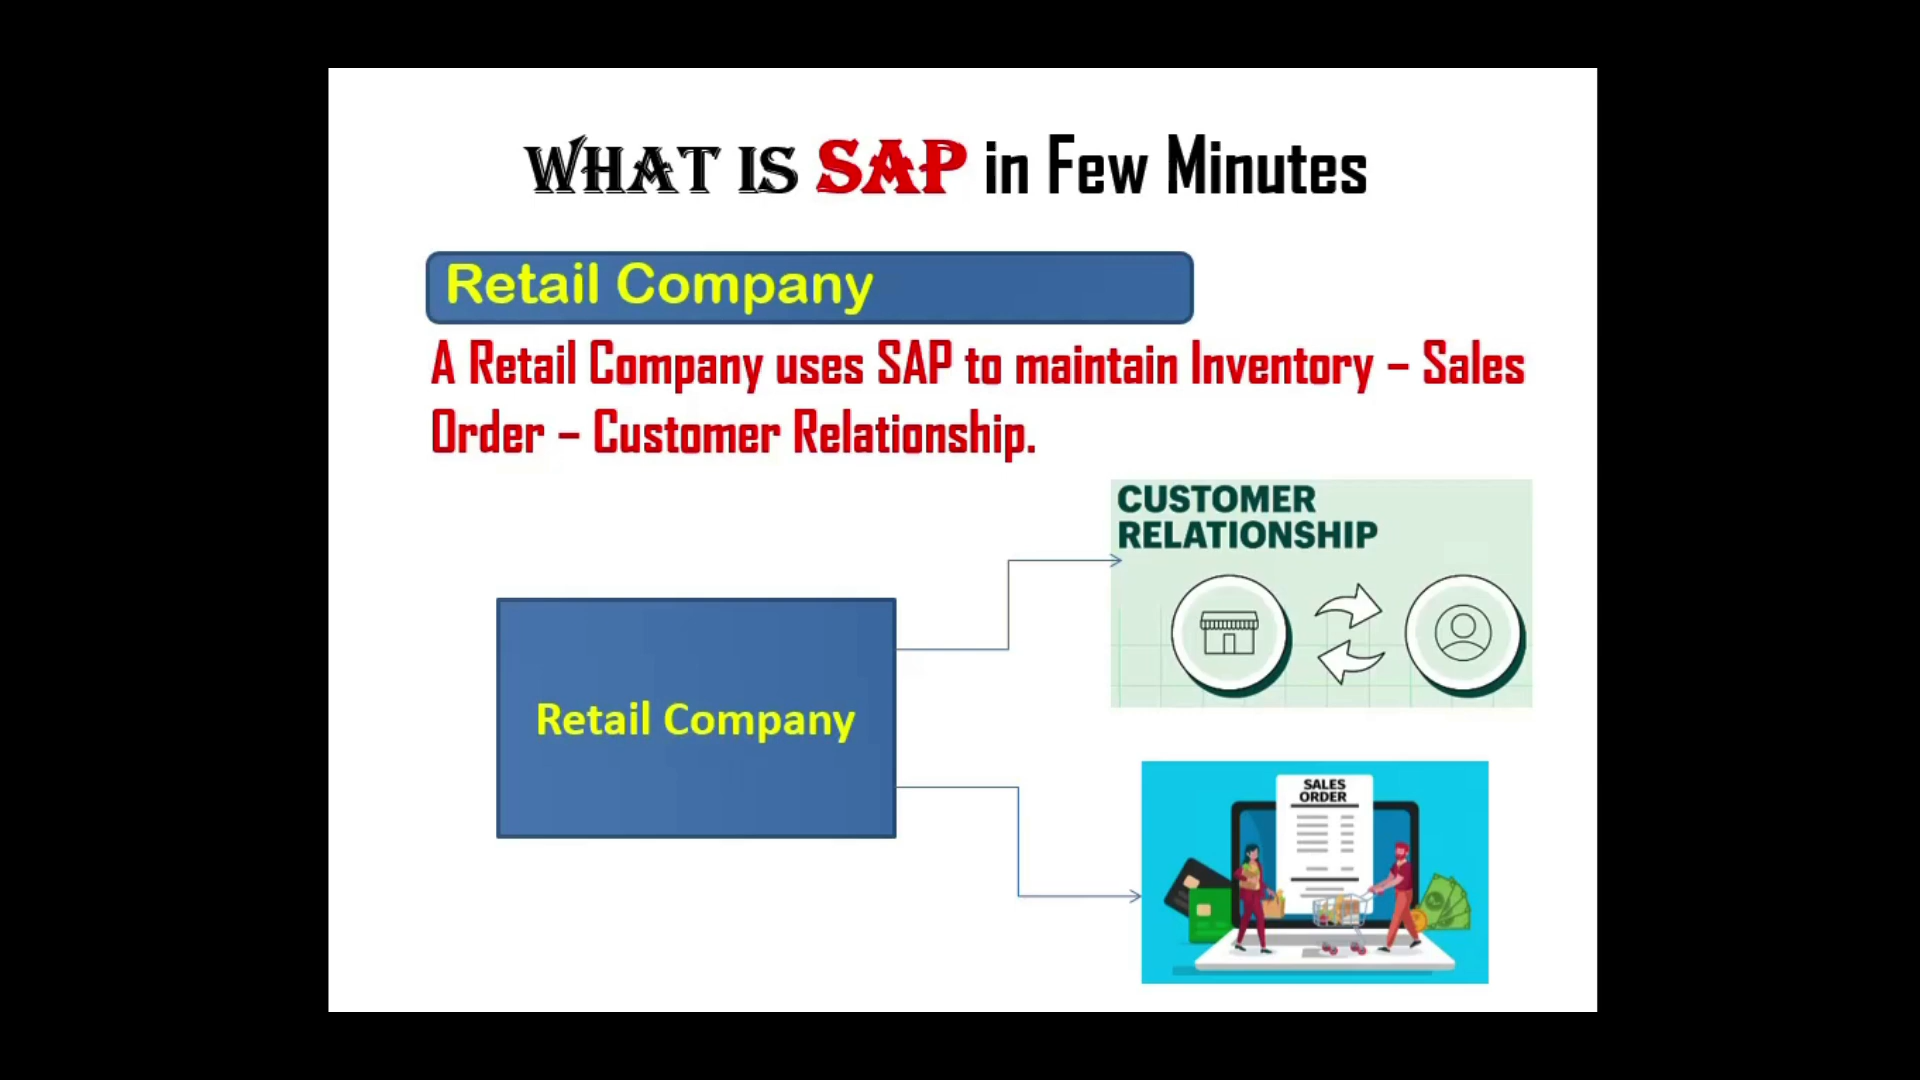 WHAT IS SAP in Few Minutes
Retail Company
A Retail Company uses SAP to maintain Inventory – Sales
Order – Customer Relationship.
CUSTOMER
RELATIONSHIP
Retail Company
SALES
ORDER